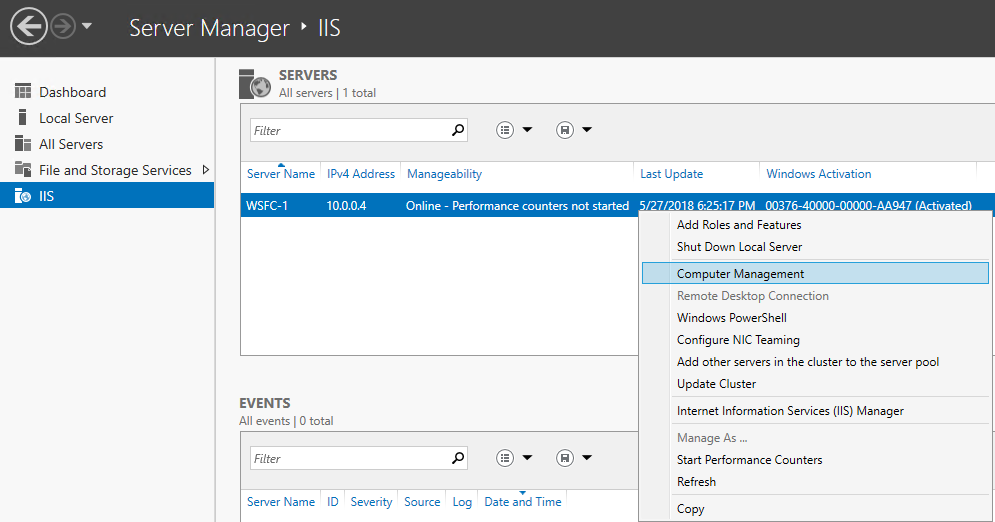 Server Manager ‣ IIS
Dashboard
Local Server
All Servers
File and Storage Services
IIS
SERVERS
All servers | 1 total
Filter
Server Name IPv4 Address Manageability Last Update Windows Activation
WSFC-1 10.0.0.4 Online - Performance counters not started 5/27/2018 6:25:17 PM 00376-40000-00000-AA947 (Activated)
Add Roles and Features
Shut Down Local Server
Computer Management
Remote Desktop Connection
Windows PowerShell
Configure NIC Teaming
Add other servers in the cluster to the server pool
Update Cluster
Internet Information Services (IIS) Manager
Manage As ...
Start Performance Counters
Refresh
Copy
EVENTS
All events | 0 total
Filter
Server Name ID Severity Source Log Date and Time